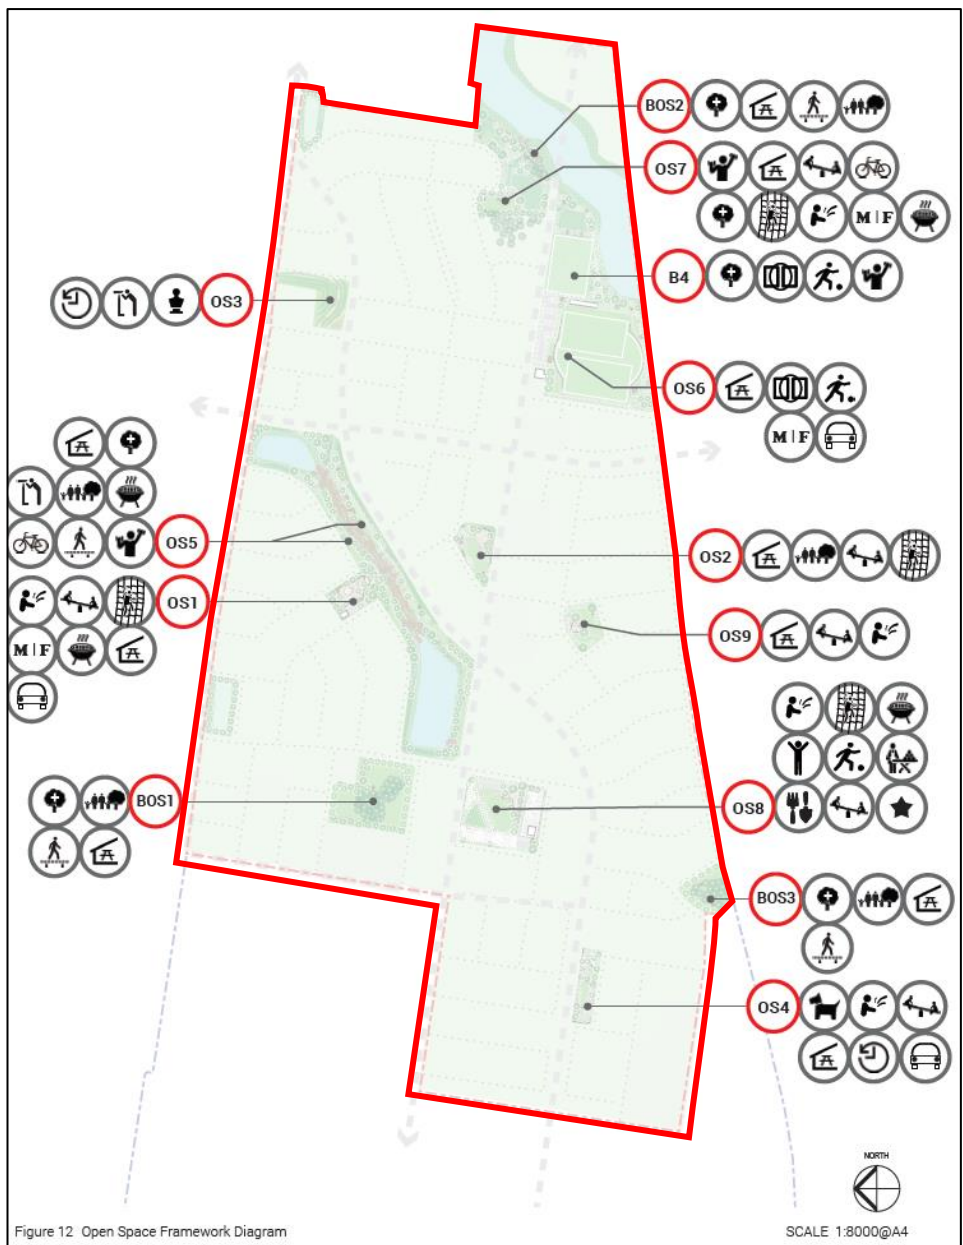 BOS2
OS7
M | F
B4
OS3
OS6
M | F
OS5
OS2
OS1
OS9
M | F
BOS1
OS8
BOS3
OS4
NORTH
Figure 12 Open Space Framework Diagram
SCALE 1:8000@A4